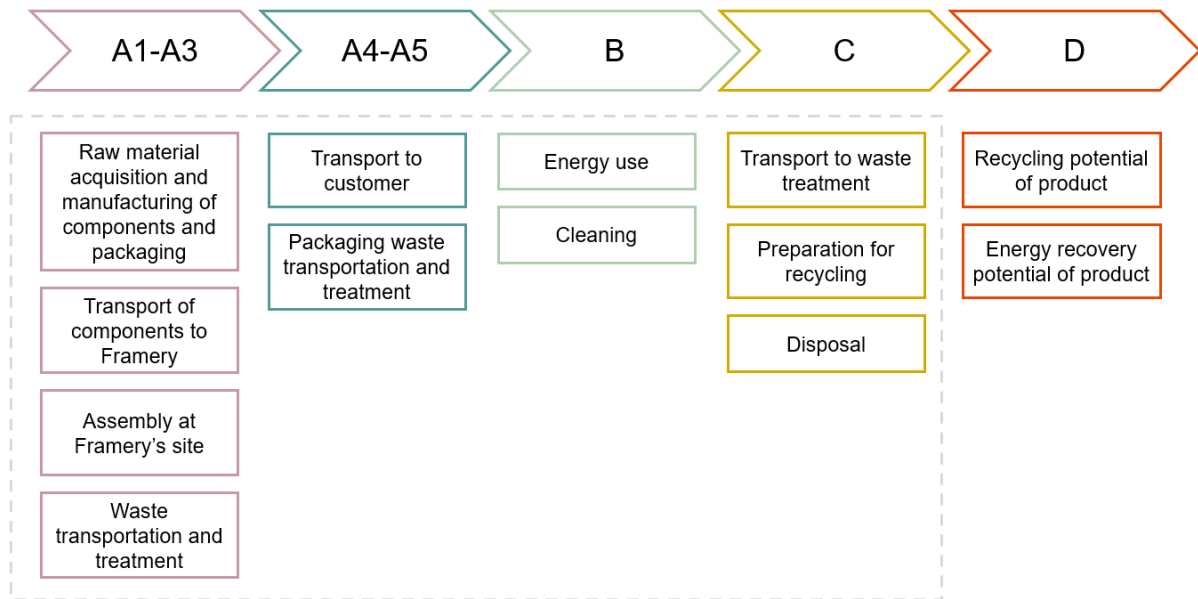 A1-A3
A4-A5
B
C
D
Raw material
acquisition and
manufacturing of
components and
packaging
Transport of
components to
Framery
Assembly at
Framery’s site
Waste
transportation and
treatment
Transport to
customer
Packaging waste
transportation and
treatment
Energy use
Cleaning
Transport to waste
treatment
Preparation for
recycling
Disposal
Recycling potential
of product
Energy recovery
potential of product